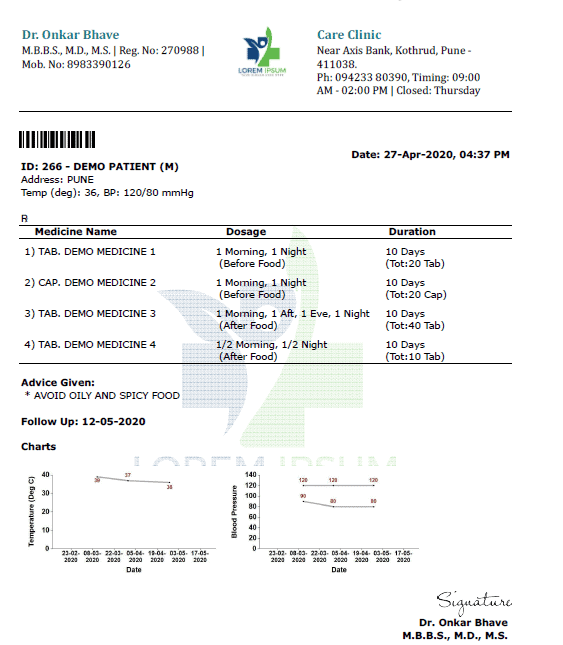 Dr. Onkar Bhave
M.B.B.S., M.D., M.S. | Reg. No: 270988 |
Mob. No: 8983390126
LOREM IPSUM
Care Clinic
Near Axis Bank, Kothrud, Pune -
411038.
Ph: 094233 80390, Timing: 09:00
AM - 02:00 PM | Closed: Thursday
Date: 27-Apr-2020, 04:37 PM
ID: 266 - DEMO PATIENT (M)
Address: PUNE
Temp (deg): 36, BP: 120/80 mmHg
R
Medicine Name Dosage Duration
1) TAB. DEMO MEDICINE 1 1 Morning, 1 Night 10 Days
(Before Food) (Tot:20 Tab)
2) CAP. DEMO MEDICINE 2 1 Morning, 1 Night 10 Days
(Before Food) (Tot:20 Cap)
3) TAB. DEMO MEDICINE 3 1 Morning, 1 Aft, 1 Eve, 1 Night 10 Days
(After Food) (Tot:40 Tab)
4) TAB. DEMO MEDICINE 4 1/2 Morning, 1/2 Night 10 Days
(After Food) (Tot:10 Tab)
Advice Given:
* AVOID OILY AND SPICY FOOD
Follow Up: 12-05-2020
Charts
LOREM IPSUM
Temperature (Deg C)
40
30
20
10
0
39 37 36
23-02- 08-03- 22-03- 05-04- 19-04- 03-05- 17-05-
2020 2020 2020 2020 2020 2020 2020
Date
Blood Pressure
140
120
100
80
60
40
20
0
120 120 120
90 80 80
23-02- 08-03- 22-03- 05-04- 19-04- 03-05- 17-05-
2020 2020 2020 2020 2020 2020 2020
Date
Signature
Dr. Onkar Bhave
M.B.B.S., M.D., M.S.